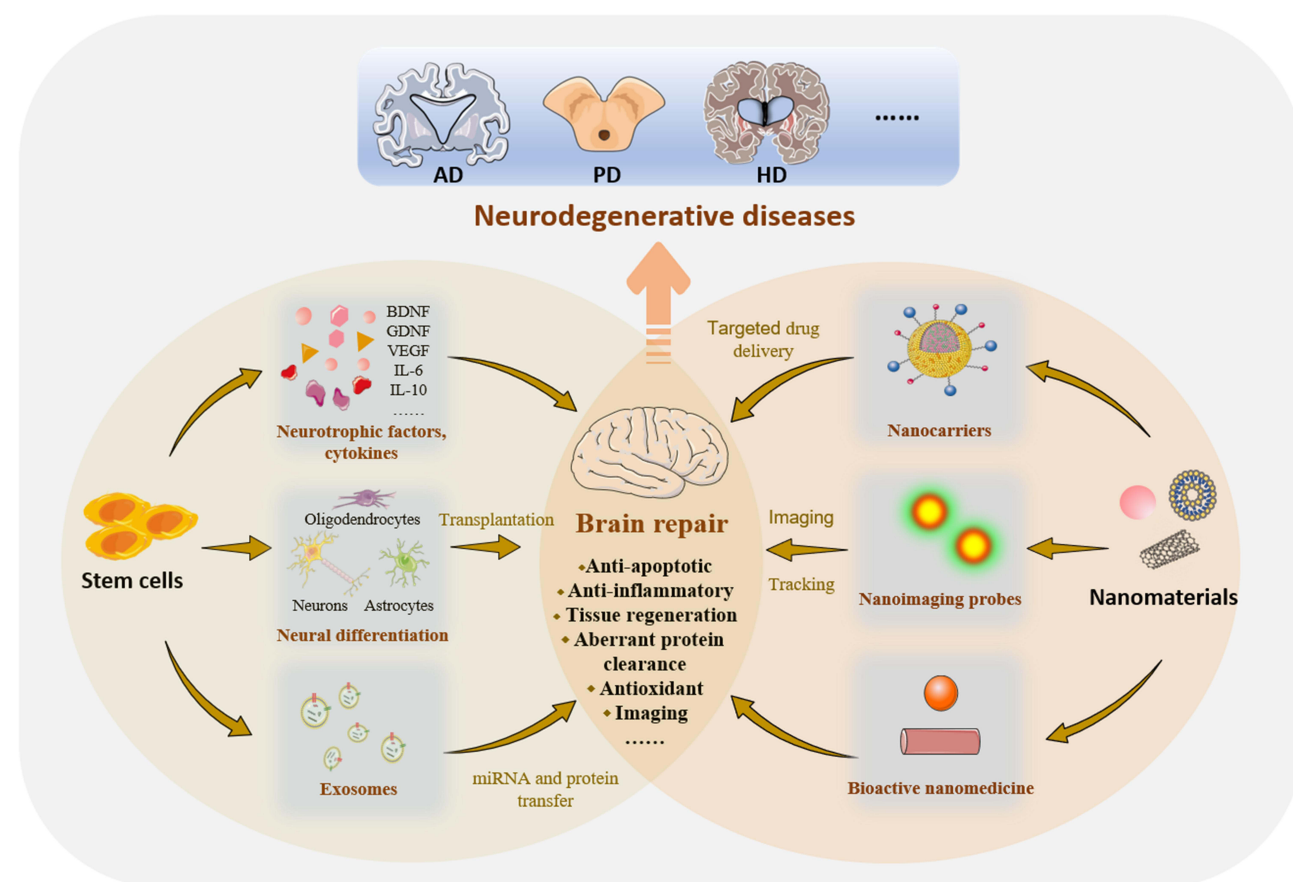 AD
PD
HD
......
Neurodegenerative diseases
BDNF
GDNF
VEGF
IL-6
IL-10
......
Neurotrophic factors,
cytokines
Oligodendrocytes
Neurons
Astrocytes
Neural differentiation
Exosomes
Stem cells
Transplantation
miRNA and protein
transfer
Brain repair
Anti-apoptotic
Anti-inflammatory
Tissue regeneration
Aberrant protein
clearance
Antioxidant
Imaging
......
Targeted drug
delivery
Imaging
Tracking
Nanocarriers
Nanoimaging probes
Bioactive nanomedicine
Nanomaterials